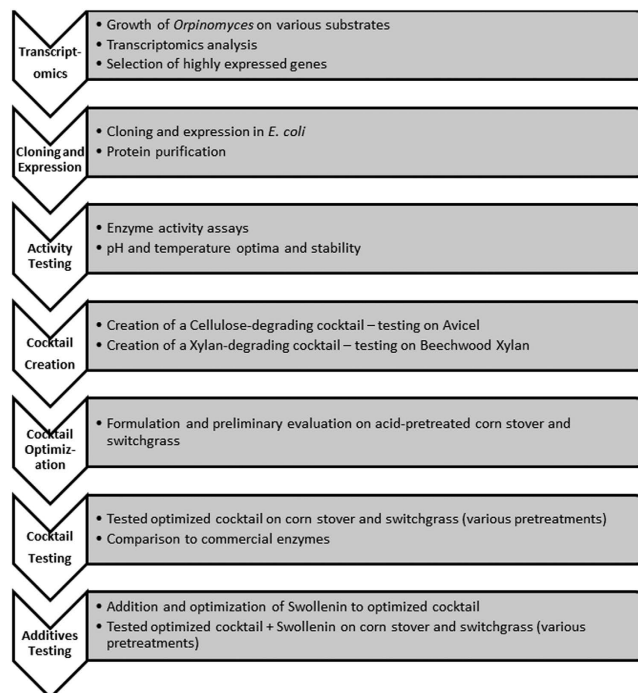 Transcript-
omics
• Growth of Orpinomyces on various substrates
• Transcriptomics analysis
• Selection of highly expressed genes
Cloning and
Expression
• Cloning and expression in E. coli
• Protein purification
Activity
Testing
• Enzyme activity assays
• pH and temperature optima and stability
Cocktail
Creation
• Creation of a Cellulose-degrading cocktail – testing on Avicel
• Creation of a Xylan-degrading cocktail – testing on Beechwood Xylan
Cocktail
Optimiz-
ation
• Formulation and preliminary evaluation on acid-pretreated corn stover and
switchgrass
Cocktail
Testing
• Tested optimized cocktail on corn stover and switchgrass (various pretreatments)
• Comparison to commercial enzymes
Additives
Testing
• Addition and optimization of Swollenin to optimized cocktail
• Tested optimized cocktail + Swollenin on corn stover and switchgrass (various
pretreatments)